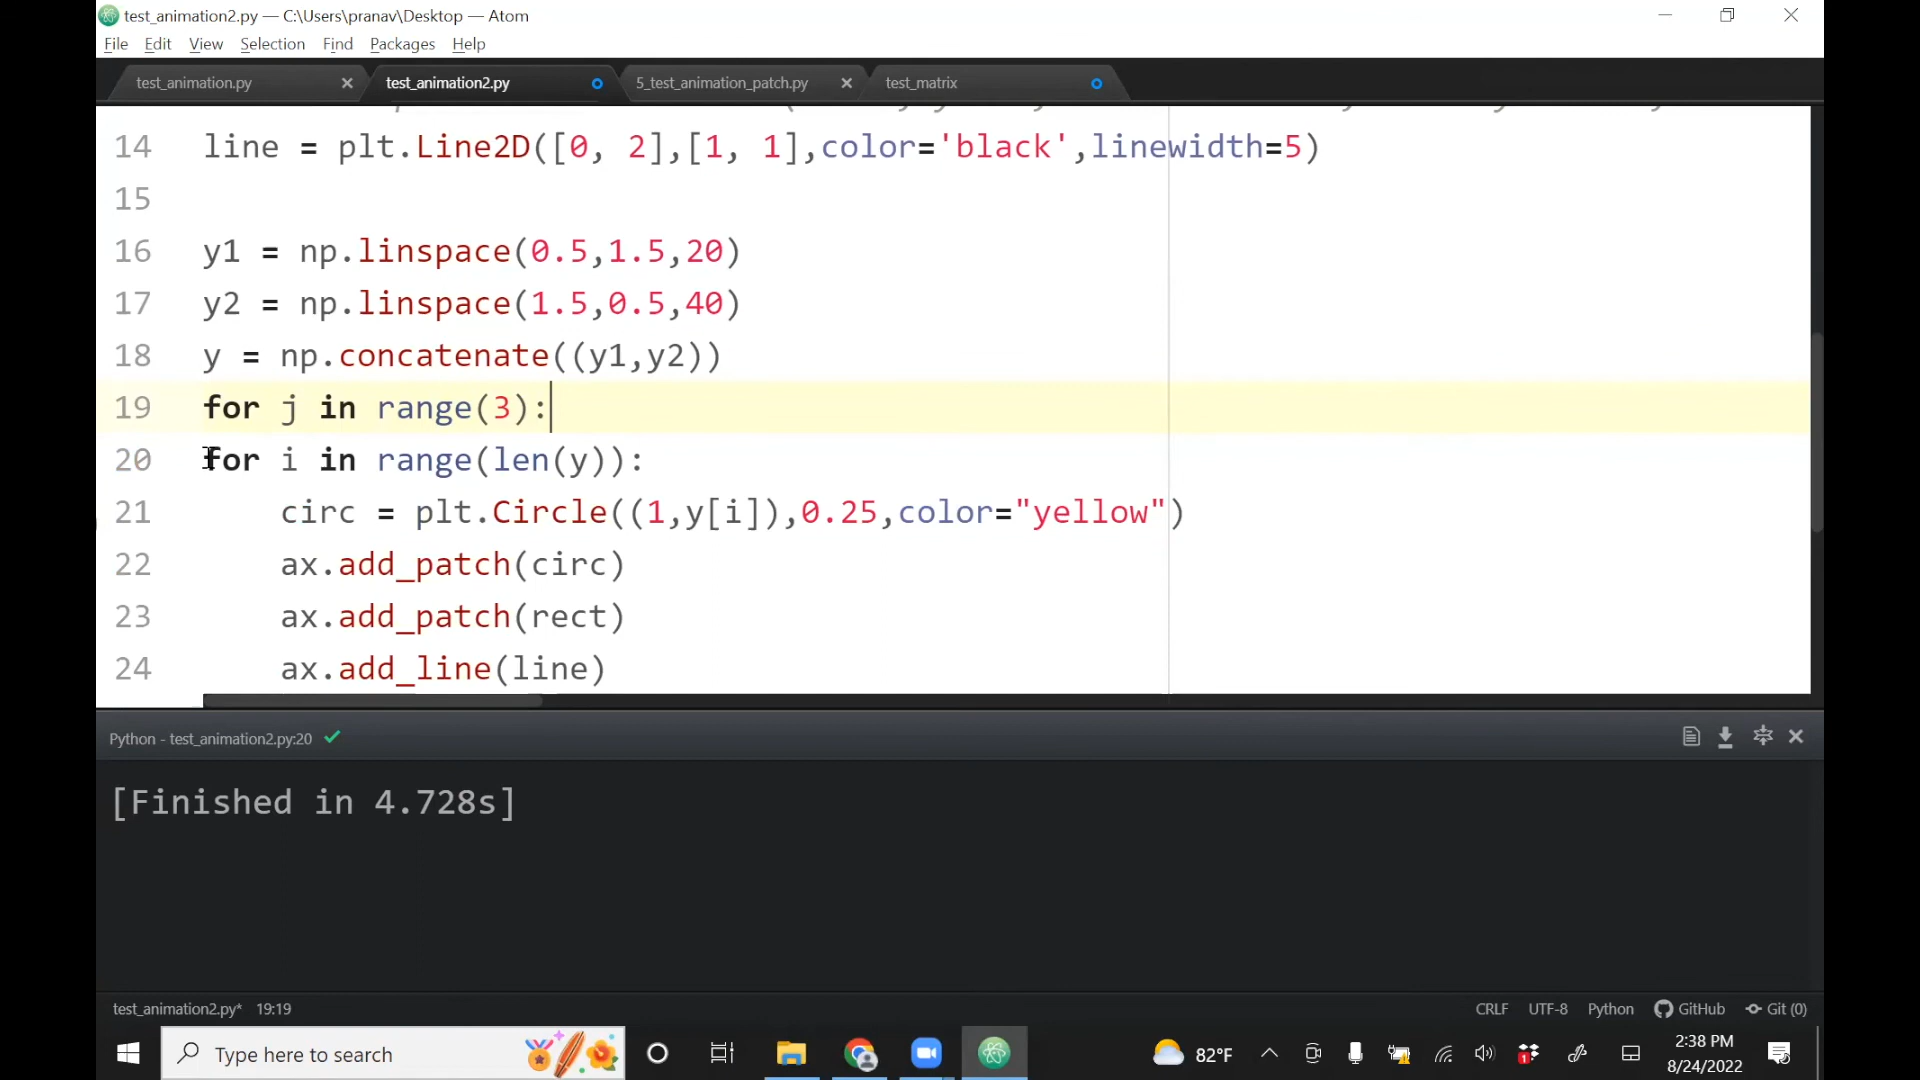 test_animation2.py — C:\Users\pranav\Desktop — Atom
File Edit View Selection Find Packages Help
test_animation.py test_animation2.py 5_test_animation_patch.py test_matrix
14 line = plt.Line2D([0, 2],[1, 1],color='black',linewidth=5)
15
16 y1 = np.linspace(0.5,1.5,20)
17 y2 = np.linspace(1.5,0.5,40)
18 y = np.concatenate((y1,y2))
19 for j in range(3):
20 for i in range(len(y)):
21 circ = plt.Circle((1,y[i]),0.25,color="yellow")
22 ax.add_patch(circ)
23 ax.add_patch(rect)
24 ax.add_line(line)
Python - test_animation2.py:20
[Finished in 4.728s]
test_animation2.py* 19:19 CRLF UTF-8 Python GitHub Git (0)
Type here to search 82°F 1 2:38 PM
8/24/2022